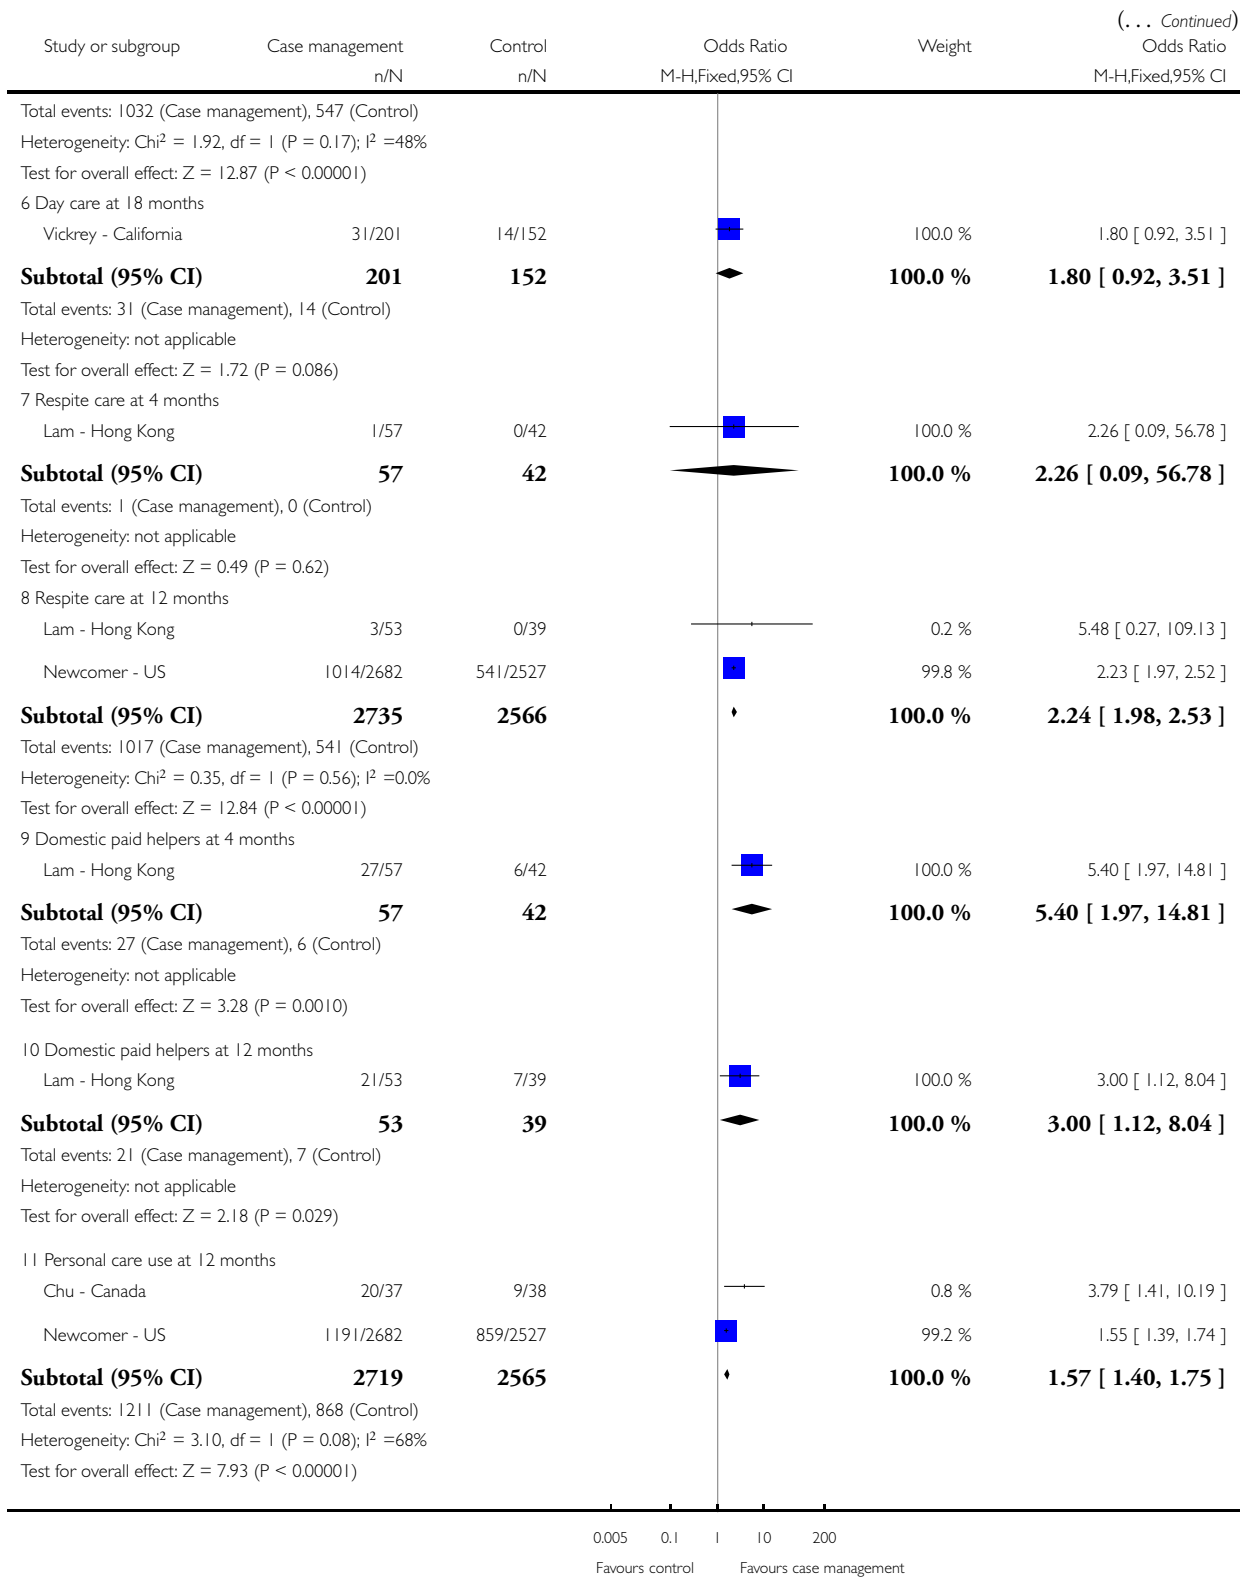 (... Continued)
Study or subgroup Case management Control Odds Ratio Weight Odds Ratio
n/N n/N M-H,Fixed,95% CI M-H,Fixed,95% CI
Total events: 1032 (Case management), 547 (Control)
Heterogeneity: Chi² = 1.92, df = 1 (P = 0.17); I² =48%
Test for overall effect: Z = 12.87 (P < 0.00001)
6 Day care at 18 months
Vickrey - California 31/201 14/152 100.0 % 1.80 [ 0.92, 3.51 ]
Subtotal (95% CI) 201 152 100.0 % 1.80 [ 0.92, 3.51 ]
Total events: 31 (Case management), 14 (Control)
Heterogeneity: not applicable
Test for overall effect: Z = 1.72 (P = 0.086)
7 Respite care at 4 months
Lam - Hong Kong 1/57 0/42 100.0 % 2.26 [ 0.09, 56.78 ]
Subtotal (95% CI) 57 42 100.0 % 2.26 [ 0.09, 56.78 ]
Total events: 1 (Case management), 0 (Control)
Heterogeneity: not applicable
Test for overall effect: Z = 0.49 (P = 0.62)
8 Respite care at 12 months
Lam - Hong Kong 3/53 0/39 0.2 % 5.48 [ 0.27, 109.13 ]
Newcomer - US 1014/2682 541/2527 99.8 % 2.23 [ 1.97, 2.52 ]
Subtotal (95% CI) 2735 2566 100.0 % 2.24 [ 1.98, 2.53 ]
Total events: 1017 (Case management), 541 (Control)
Heterogeneity: Chi² = 0.35, df = 1 (P = 0.56); I² =0.0%
Test for overall effect: Z = 12.84 (P < 0.00001)
9 Domestic paid helpers at 4 months
Lam - Hong Kong 27/57 6/42 100.0 % 5.40 [ 1.97, 14.81 ]
Subtotal (95% CI) 57 42 100.0 % 5.40 [ 1.97, 14.81 ]
Total events: 27 (Case management), 6 (Control)
Heterogeneity: not applicable
Test for overall effect: Z = 3.28 (P = 0.0010)
10 Domestic paid helpers at 12 months
Lam - Hong Kong 21/53 7/39 100.0 % 3.00 [ 1.12, 8.04 ]
Subtotal (95% CI) 53 39 100.0 % 3.00 [ 1.12, 8.04 ]
Total events: 21 (Case management), 7 (Control)
Heterogeneity: not applicable
Test for overall effect: Z = 2.18 (P = 0.029)
11 Personal care use at 12 months
Chu - Canada 20/37 9/38 0.8 % 3.79 [ 1.41, 10.19 ]
Newcomer - US 1191/2682 859/2527 99.2 % 1.55 [ 1.39, 1.74 ]
Subtotal (95% CI) 2719 2565 100.0 % 1.57 [ 1.40, 1.75 ]
Total events: 1211 (Case management), 868 (Control)
Heterogeneity: Chi² = 3.10, df = 1 (P = 0.08); I² =68%
Test for overall effect: Z = 7.93 (P < 0.00001)
0.005 0.1 1 10 200
Favours control Favours case management